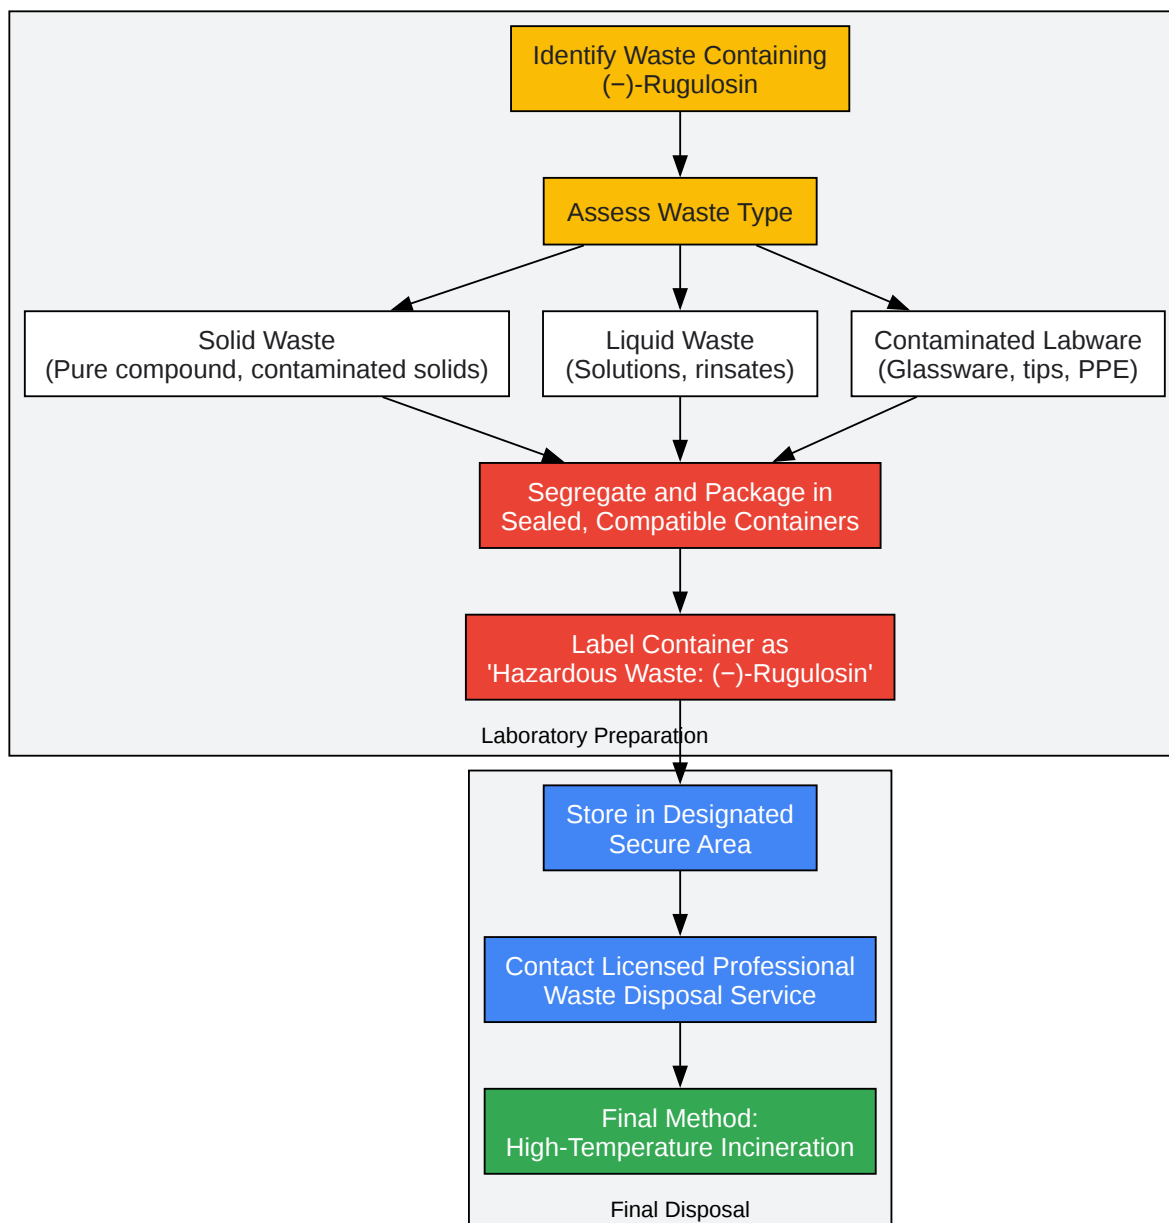 Identify Waste Containing
(−)-Rugulosin
Assess Waste Type
Solid Waste
(Pure compound, contaminated solids)
Liquid Waste
(Solutions, rinsates)
Contaminated Labware
(Glassware, tips, PPE)
Segregate and Package in
Sealed, Compatible Containers
Label Container as
'Hazardous Waste: (−)-Rugulosin'
Laboratory Preparation
Store in Designated
Secure Area
Contact Licensed Professional
Waste Disposal Service
Final Method:
High-Temperature Incineration
Final Disposal